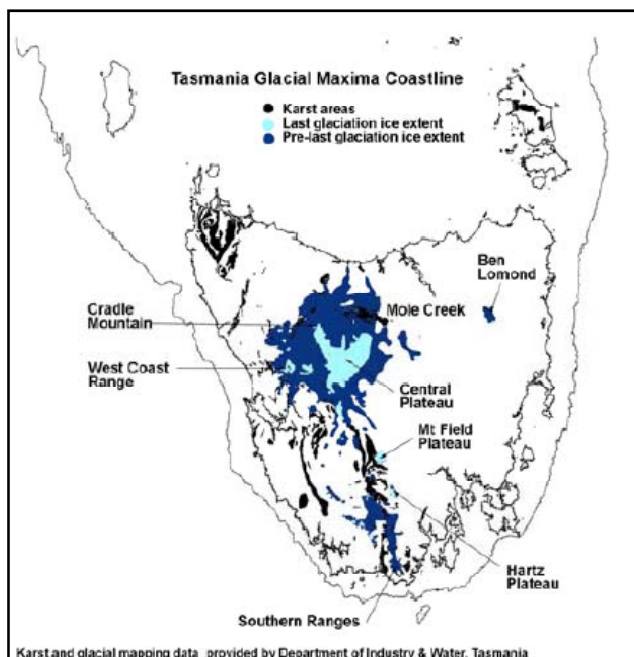 Tasmania Glacial Maxima Coastline
Karst areas
Last glaciation ice extent
Pre-last glaciation ice extent
Ben
Lomond
Cradle
Mountain
Mole Creek
West Coast
Range
Central
Plateau
Mt Field
Plateau
Hartz
Plateau
Southern Ranges
Karst and glacial mapping data provided by Department of Industry & Water, Tasmania